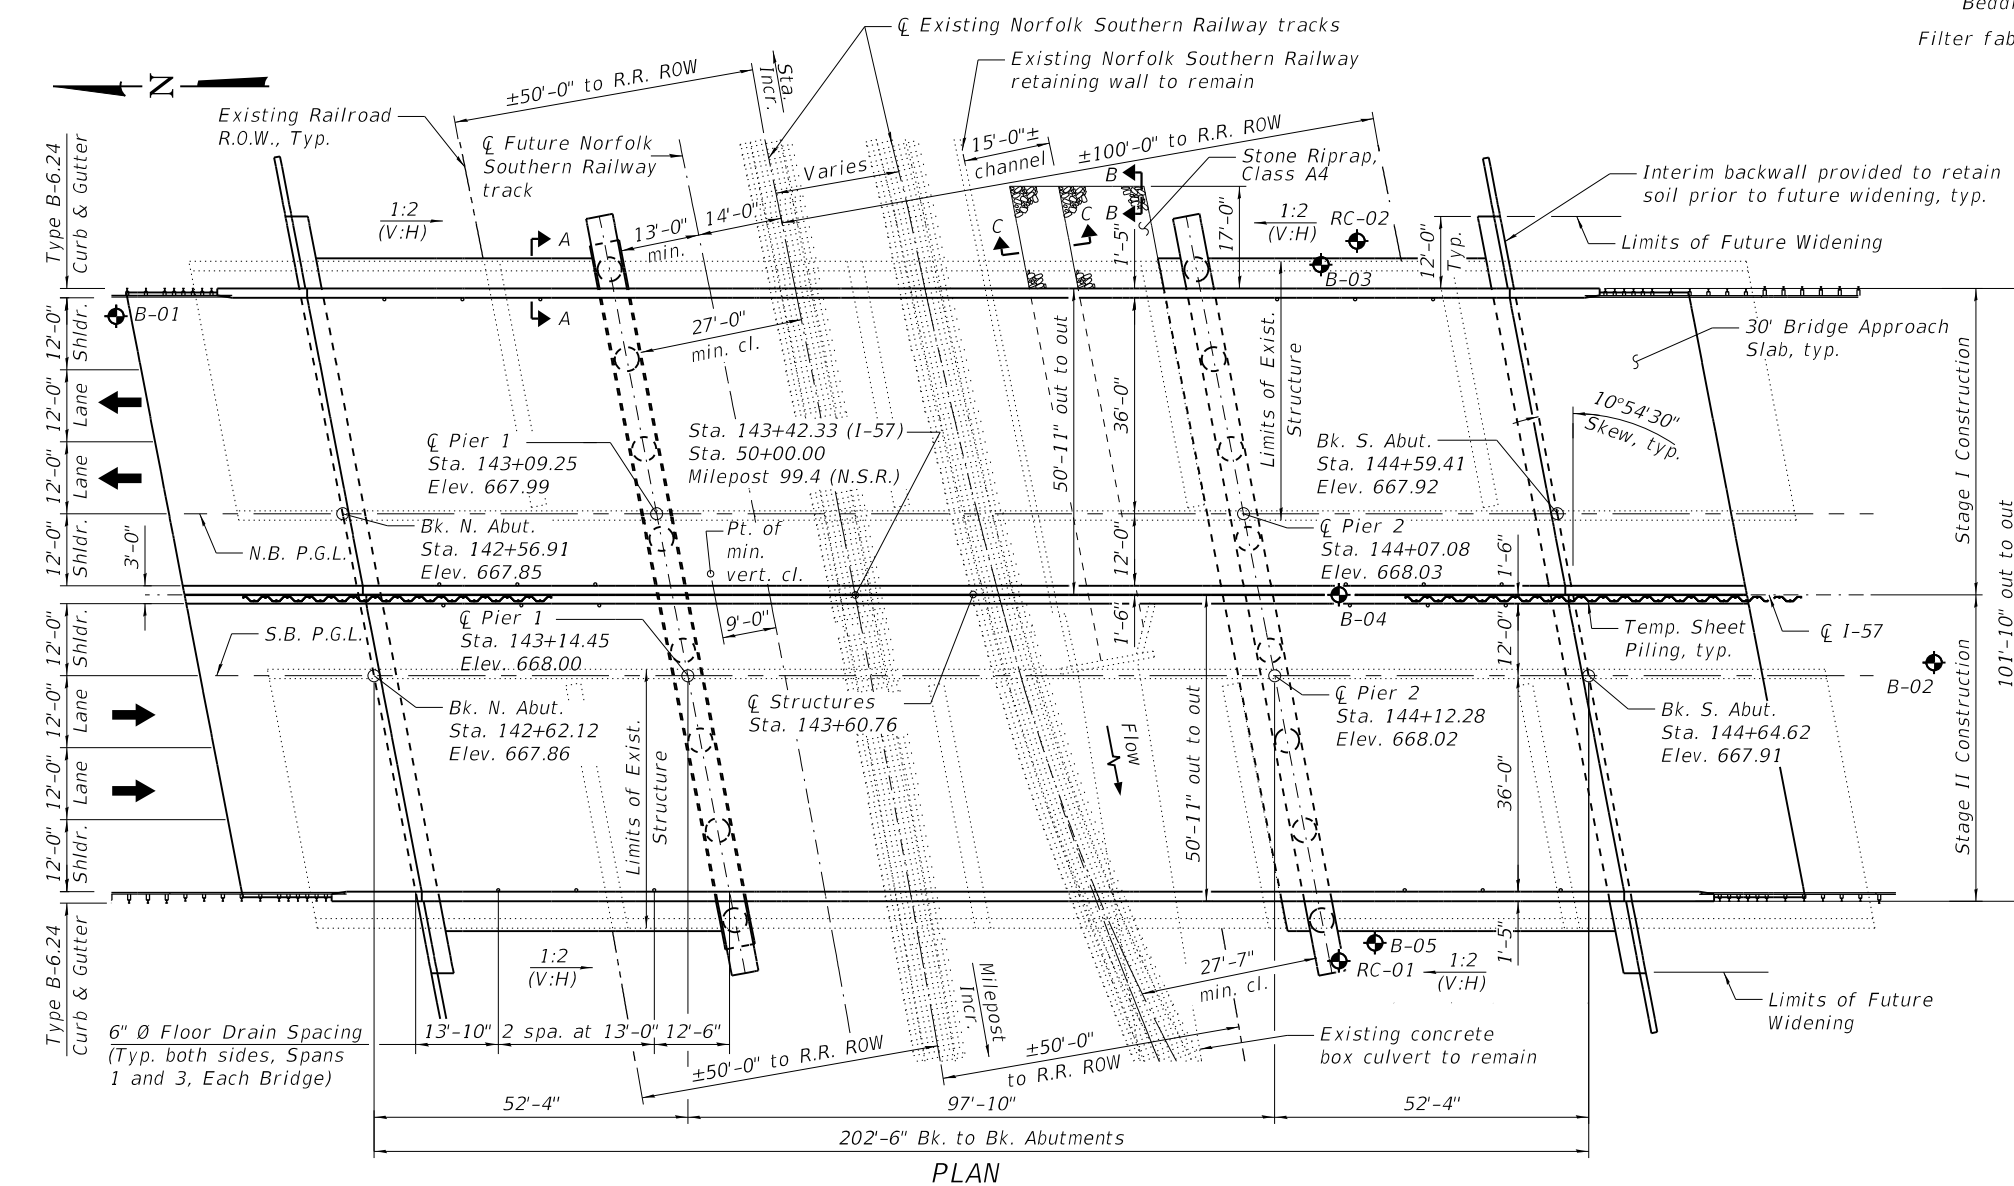 Bedd
Filter fab
℄ Existing Norfolk Southern Railway tracks
Existing Norfolk Southern Railway
retaining wall to remain
N
±50'-0" to R.R. ROW
Sta.
Incr.
Existing Railroad
R.O.W., Typ.
℄ Future Norfolk
Southern Railway
track
Varies
15'-0"±
channel
±100'-0" to R.R. ROW
Stone Riprap,
Class A4
Interim backwall provided to retain
soil prior to future widening, typ.
Limits of Future Widening
Type B-6.24
Curb & Gutter
1:2
(V:H)
A
A
13'-0"
min.
14'-0"
B
B
C
C
1'-5"
17'-0"
1:2
(V:H)
RC-02
B-03
12'-0"
Typ.
B-01
27'-0"
min. cl.
30' Bridge Approach
Slab, typ.
12'-0"
Shldr.
12'-0"
Lane
12'-0"
Lane
12'-0"
Shldr.
3'-0"
50'-11" out to out
36'-0"
Limits of Exist.
Structure
10°54'30"
Skew, typ.
Stage I Construction
℄ Pier 1
Sta. 143+09.25
Elev. 667.99
Sta. 143+42.33 (I-57)
Sta. 50+00.00
Milepost 99.4 (N.S.R.)
Bk. S. Abut.
Sta. 144+59.41
Elev. 667.92
N.B. P.G.L.
Bk. N. Abut.
Sta. 142+56.91
Elev. 667.85
Pt. of
min.
vert. cl.
12'-0"
℄ Pier 2
Sta. 144+07.08
Elev. 668.03
1'-6"
101'-10" out to out
S.B. P.G.L.
℄ Pier 1
Sta. 143+14.45
Elev. 668.00
9'-0"
1'-6"
B-04
12'-0"
Temp. Sheet
Piling, typ.
℄ I-57
B-02
12'-0"
Shldr.
12'-0"
Lane
12'-0"
Lane
12'-0"
Shldr.
Bk. N. Abut.
Sta. 142+62.12
Elev. 667.86
Limits of Exist.
Structure
℄ Structures
Sta. 143+60.76
Flow
50'-11" out to out
℄ Pier 2
Sta. 144+12.28
Elev. 668.02
36'-0"
Bk. S. Abut.
Sta. 144+64.62
Elev. 667.91
Stage II Construction
Type B-6.24
Curb & Gutter
1:2
(V:H)
Milepost
Incr.
27'-7"
min. cl.
B-05
RC-01
1:2
(V:H)
1'-5"
Limits of Future
Widening
6" Ø Floor Drain Spacing
(Typ. both sides, Spans
1 and 3, Each Bridge)
13'-10"
2 spa. at 13'-0"
12'-6"
±50'-0" to R.R. ROW
±50'-0"
to R.R. ROW
Existing concrete
box culvert to remain
52'-4"
97'-10"
52'-4"
202'-6" Bk. to Bk. Abutments
PLAN